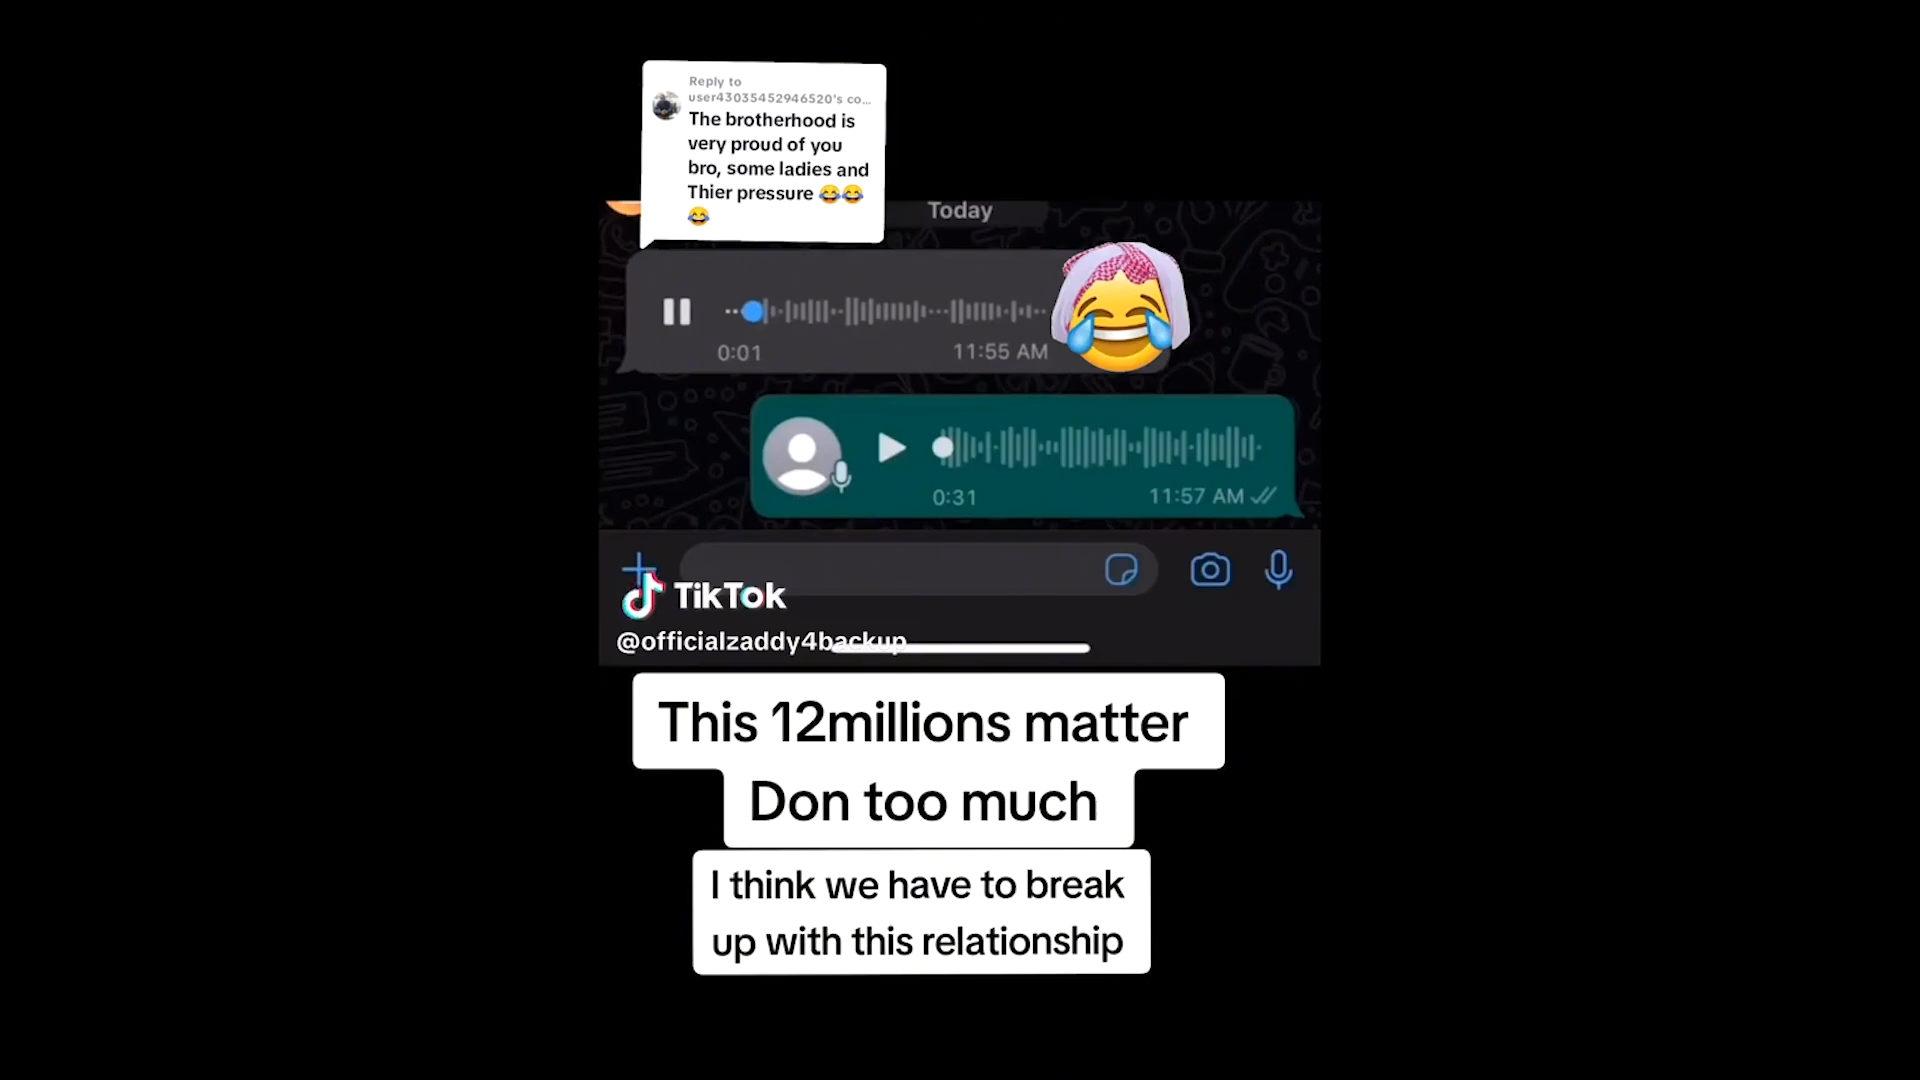 Reply to
user43035452946520's co...
The brotherhood is
very proud of you
bro, some ladies and
Thier pressure 😂😂
😂
Today
0:01
11:55 AM
0:31
11:57 AM
TikTok
@officialzaddy4backup
This 12millions matter
Don too much
I think we have to break
up with this relationship